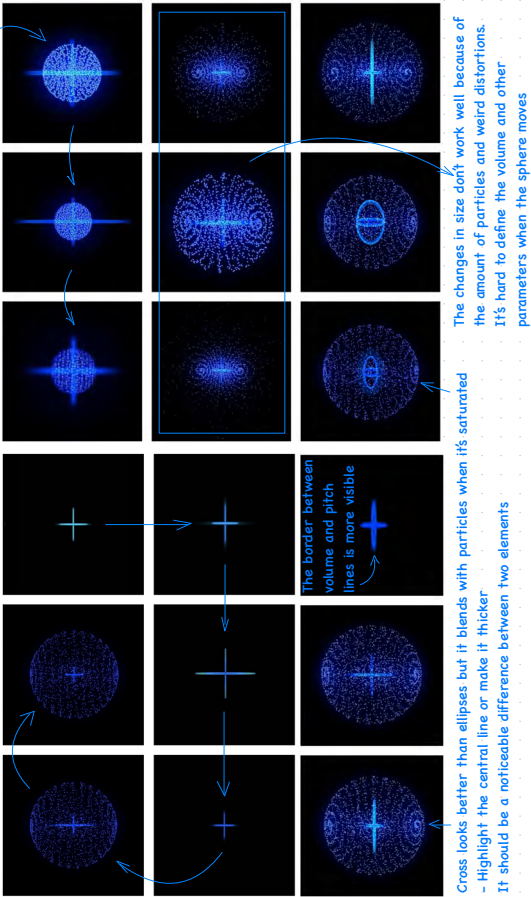 The border between
volume and pitch
lines is more visible
Cross looks better than ellipses but it blends with particles when it's saturated
- Highlight the central line or make it thicker
It should be a noticeable difference between two elements
The changes in size don't work well because of
the amount of particles and weird distortions.
It's hard to define the volume and other
parameters when the sphere moves